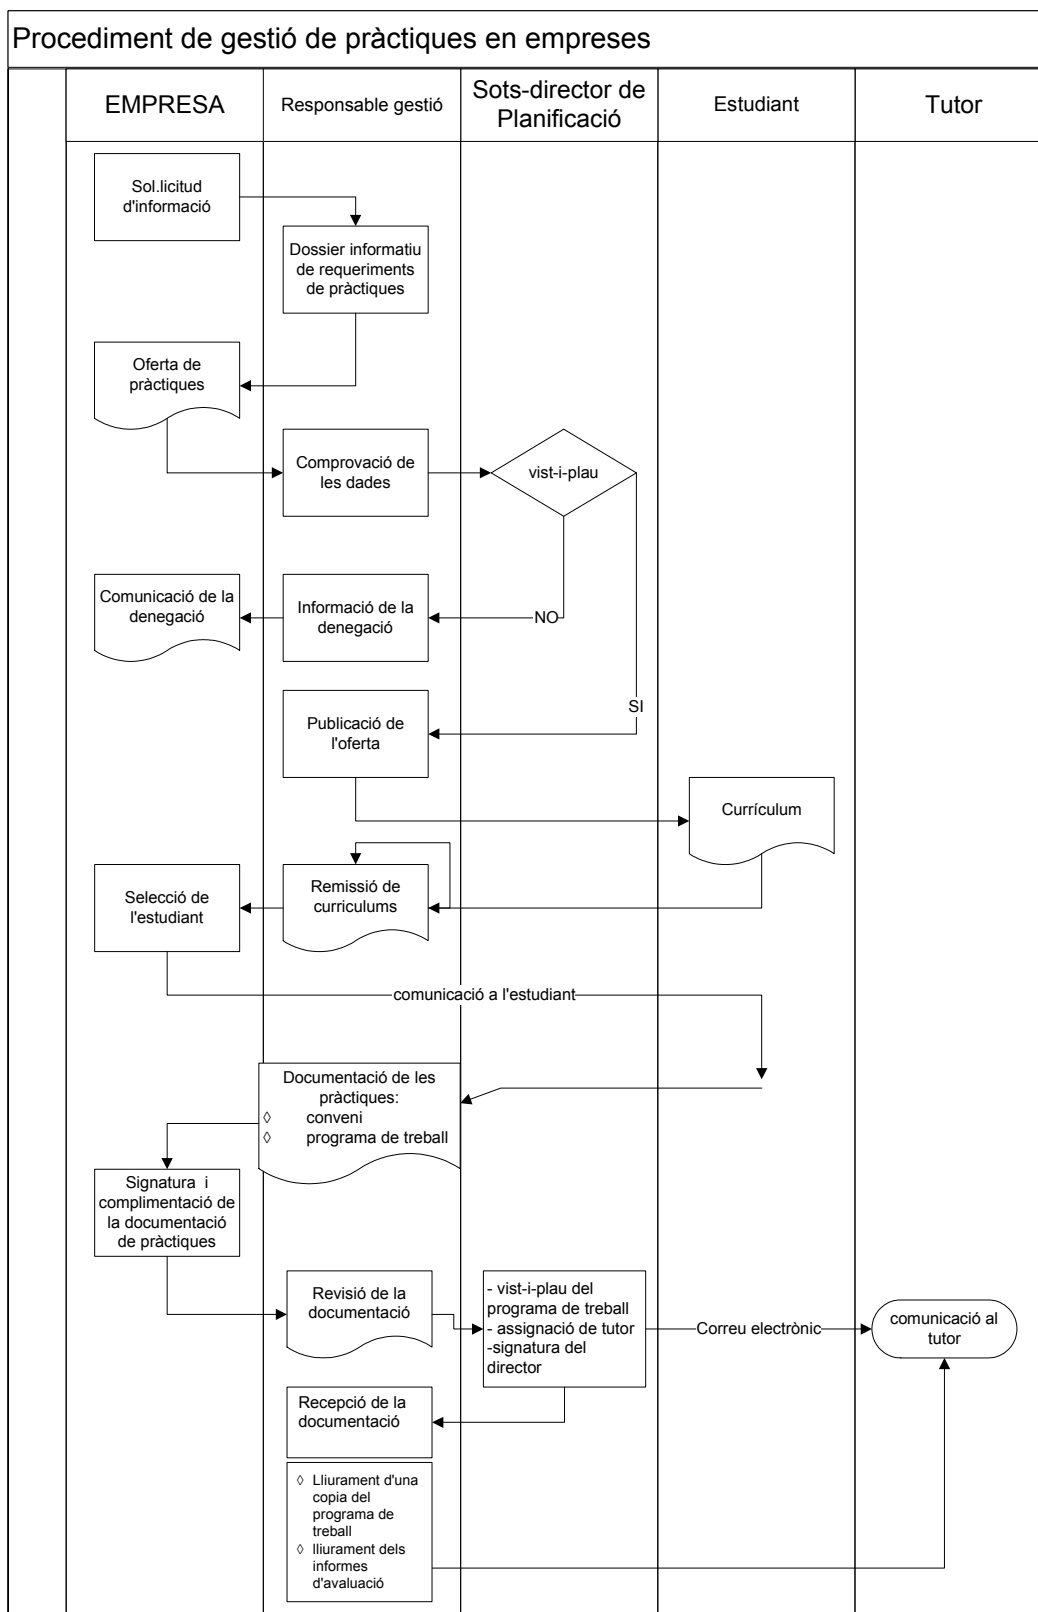 Procediment de gestió de pràctiques en empreses
EMPRESA
Responsable gestió
Sots-director de
Planificació
Estudiant
Tutor
Sol.licitud
d'informació
Dossier informatiu
de requeriments
de pràctiques
Oferta de
pràctiques
Comprovació de
les dades
vist-i-plau
Comunicació de la
denegació
Informació de la
denegació
NO
SI
Publicació de
l'oferta
Currículum
Selecció de
l'estudiant
Remissió de
curriculums
comunicació a l'estudiant
Documentació de les
pràctiques:
◊ conveni
◊ programa de treball
Signatura i
complimentació de
la documentació
de pràctiques
Revisió de la
documentació
- vist-i-plau del
programa de treball
- assignació de tutor
-signatura del
director
Correu electrònic
comunicació al
tutor
Recepció de la
documentació
◊ Lliurament d'una
copia del
programa de
treball
◊ lliurament dels
informes
d'avaluació